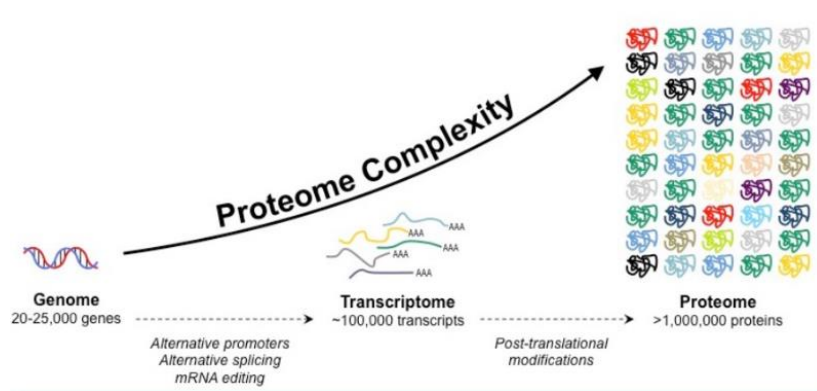 Proteome Complexity
AAA
AAA
AAA
AAA
AAA
Genome
20-25,000 genes
Alternative promoters
Alternative splicing
mRNA editing
Transcriptome
~100,000 transcripts
Post-translational
modifications
Proteome
>1,000,000 proteins